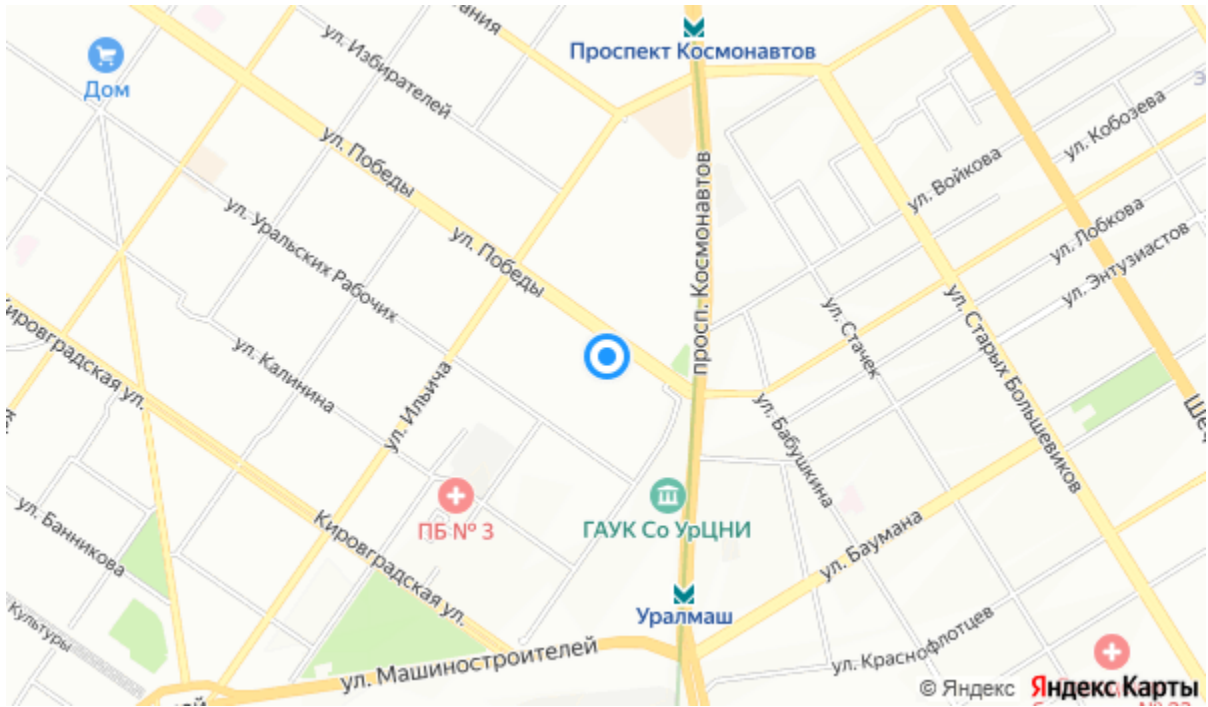 Проспект Космонавтов
ул. Избирателей
Дом
ул. Победы
ул. Кобозева
ул. Войкова
просп. Космонавтов
ул. Уральских Рабочих
ул. Победы
ул. Лобкова
ул. Энтузиастов
ул. Старых Большевиков
ул. Стачек
Кировградская ул.
ул. Калинина
ул. Ильича
ул. Бабушкина
ПБ № 3
ГАУК Со УрЦНИ
ул. Банникова
Кировградская ул.
ул. Баумана
Уралмаш
Культуры
ул. Машиностроителей
ул. Краснофлотцев
© Яндекс Яндекс Карты